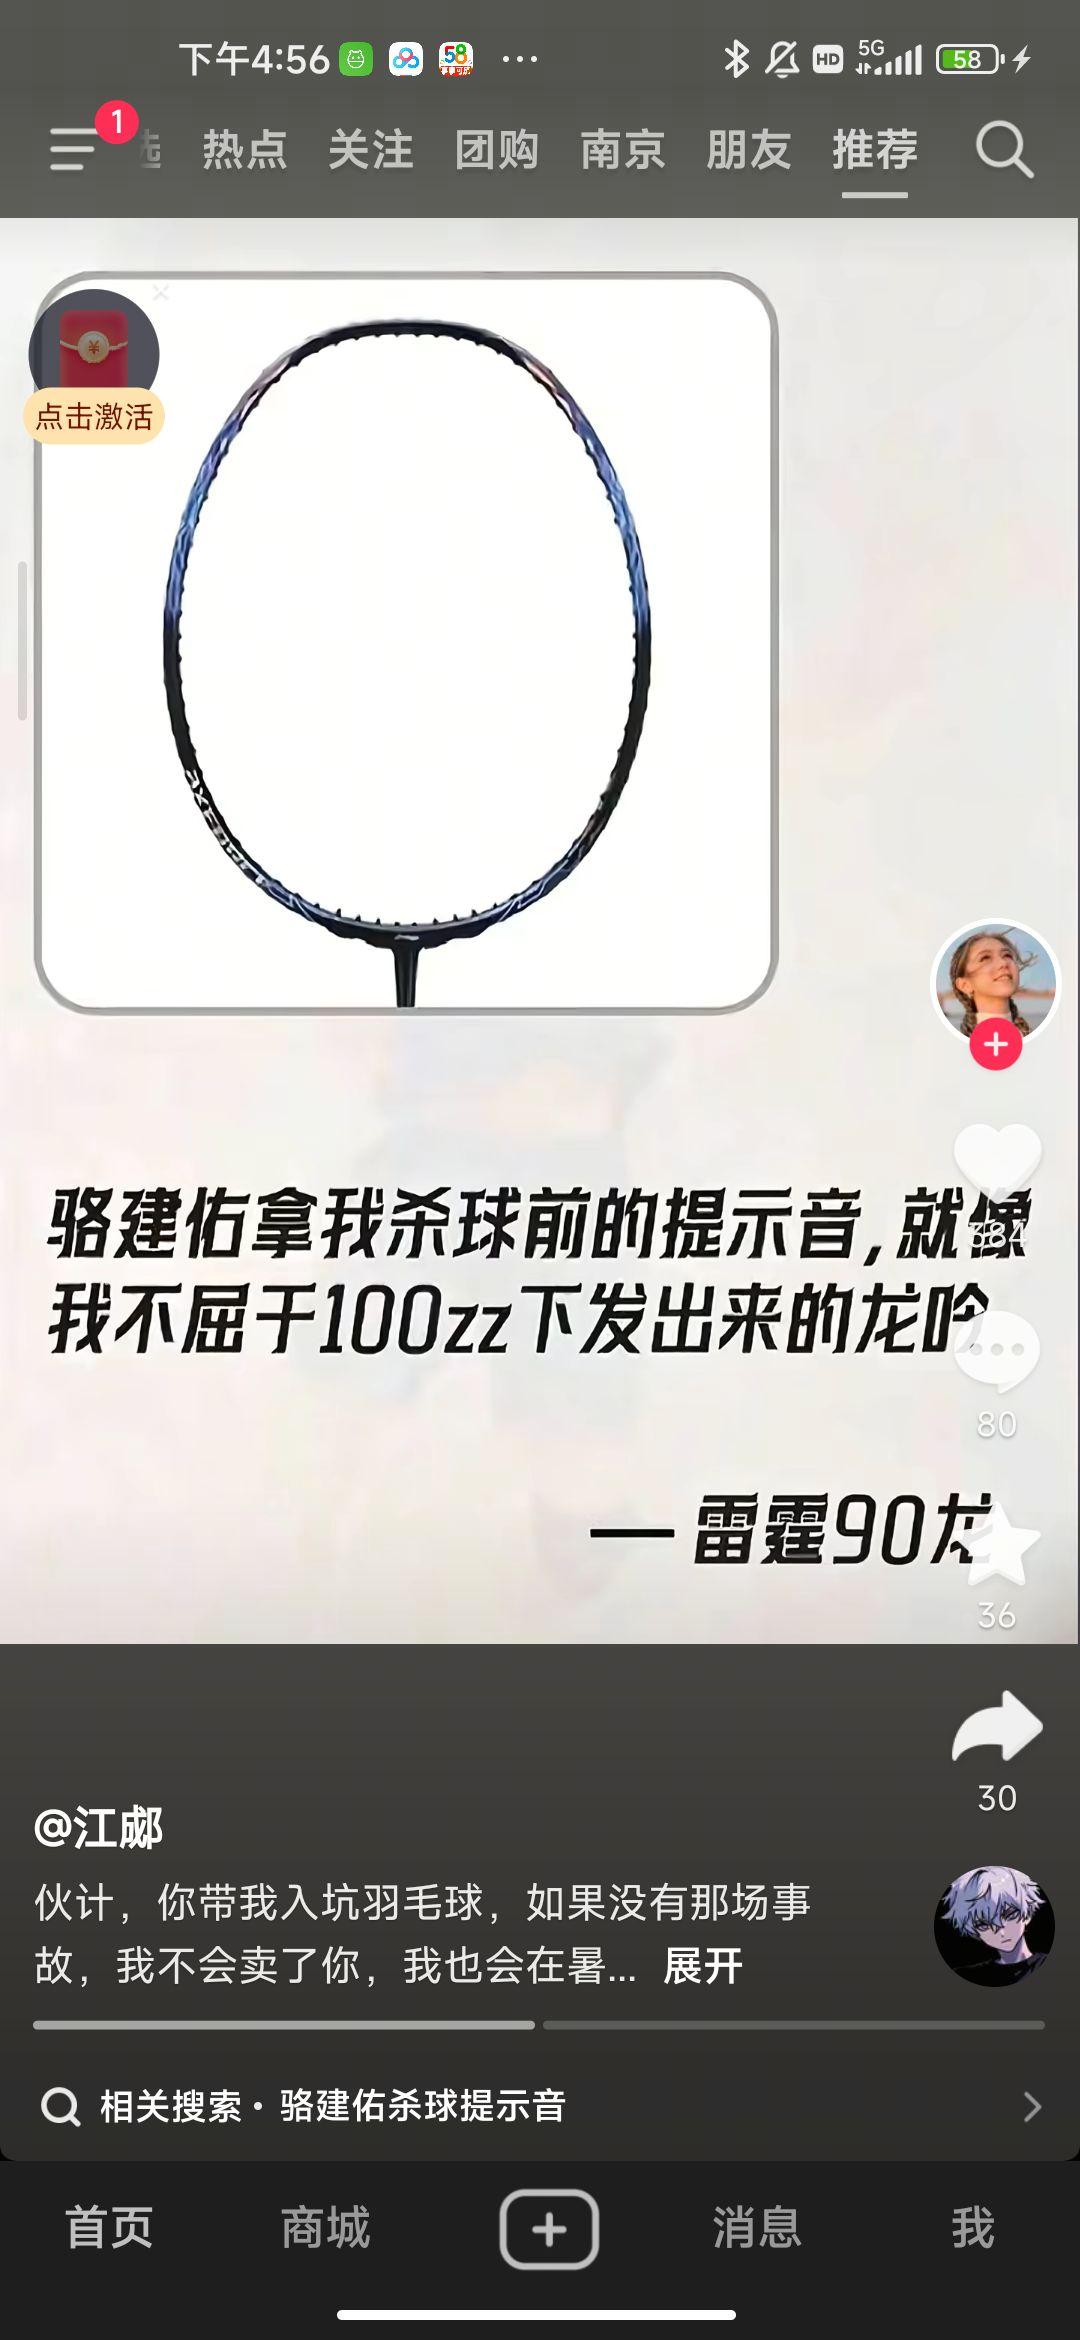 下午4:56
HD 5G 58
1
热点 关注 团购 南京 朋友 推荐
点击激活
骆建佑拿我杀球前的提示音,就像
我不屈于100zz下发出来的龙吟
384
80
— 雷霆90龙
36
30
@江郕
伙计，你带我入坑羽毛球，如果没有那场事
故，我不会卖了你，我也会在暑... 展开
相关搜索· 骆建佑杀球提示音
首页 商城 消息 我